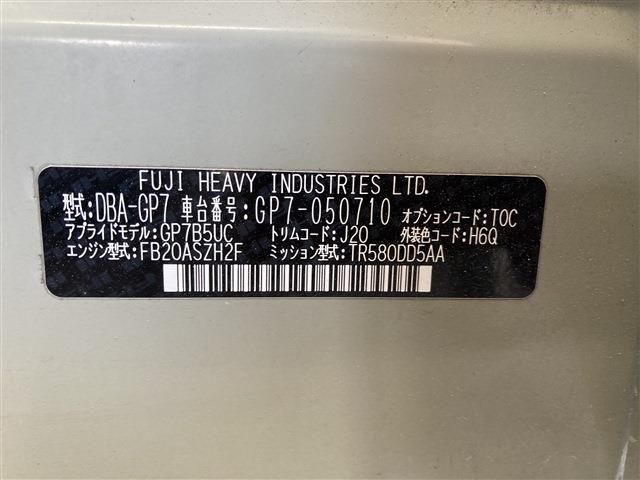 FUJI HEAVY INDUSTRIES LTD.
型式:DBA-GP7 車台番号:GP7-050710 オプションコード:TOC
アプライドモデル:GP7B5UC トリムコード:J20 外装色コード:H6Q
エンジン型式:FB20ASZH2F ミッション型式:TR580DD5AA